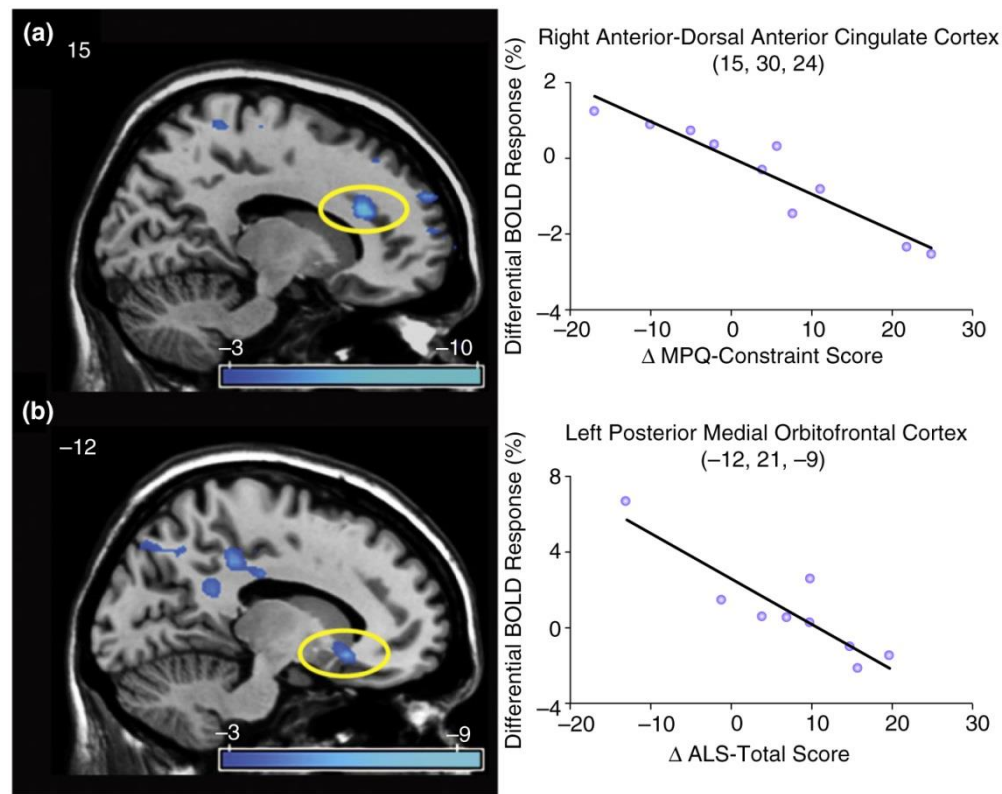 (a)
15
–3
–10
Right Anterior-Dorsal Anterior Cingulate Cortex
(15, 30, 24)
Differential BOLD Response (%)
2
0
–2
–4
–20
–10
0
10
20
30
Δ MPQ-Constraint Score
(b)
–12
–3
–9
Left Posterior Medial Orbitofrontal Cortex
(–12, 21, –9)
Differential BOLD Response (%)
8
4
0
–4
–20
–10
0
10
20
30
Δ ALS-Total Score